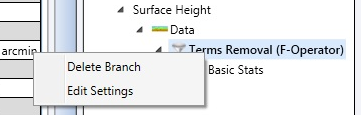 Surface Height
Data
arcmin
Terms Removal (F-Operator)
Delete Branch
Basic Stats
Edit Settings